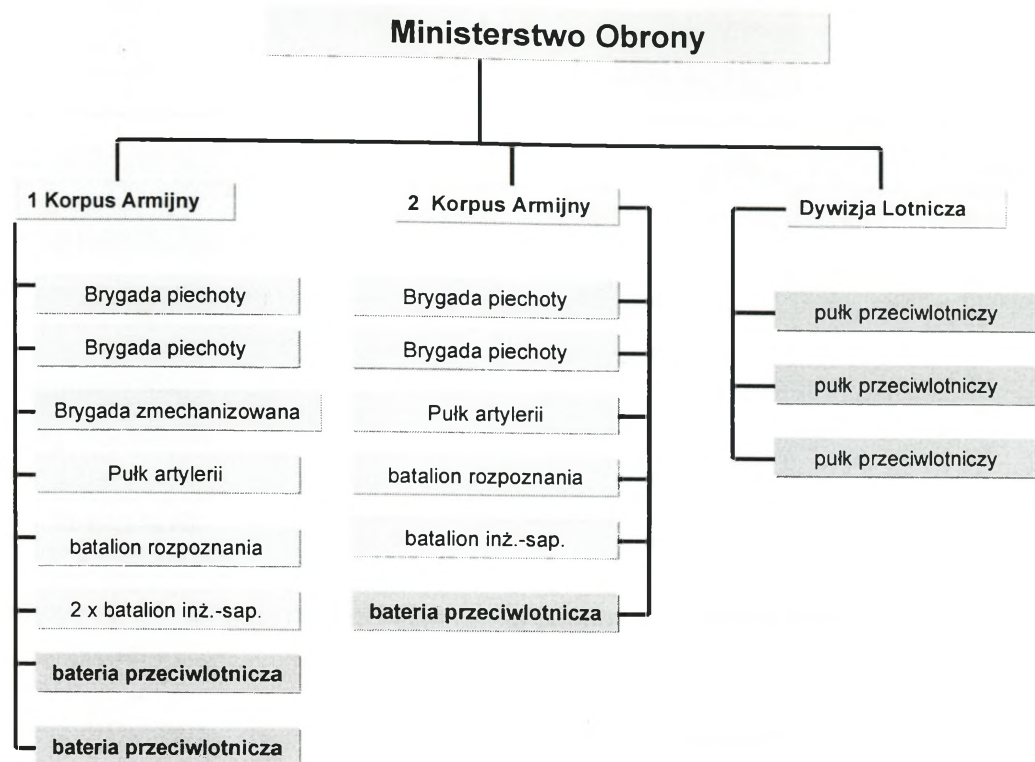 Ministerstwo Obrony
1 Korpus Armijny
Brygada piechoty
Brygada piechoty
Brygada zmechanizowana
Pułk artylerii
batalion rozpoznania
2 x batalion inż.-sap.
bateria przeciwlotnicza
bateria przeciwlotnicza
2 Korpus Armijny
Brygada piechoty
Brygada piechoty
Pułk artylerii
batalion rozpoznania
batalion inż.-sap.
bateria przeciwlotnicza
Dywizja Lotnicza
pułk przeciwlotniczy
pułk przeciwlotniczy
pułk przeciwlotniczy